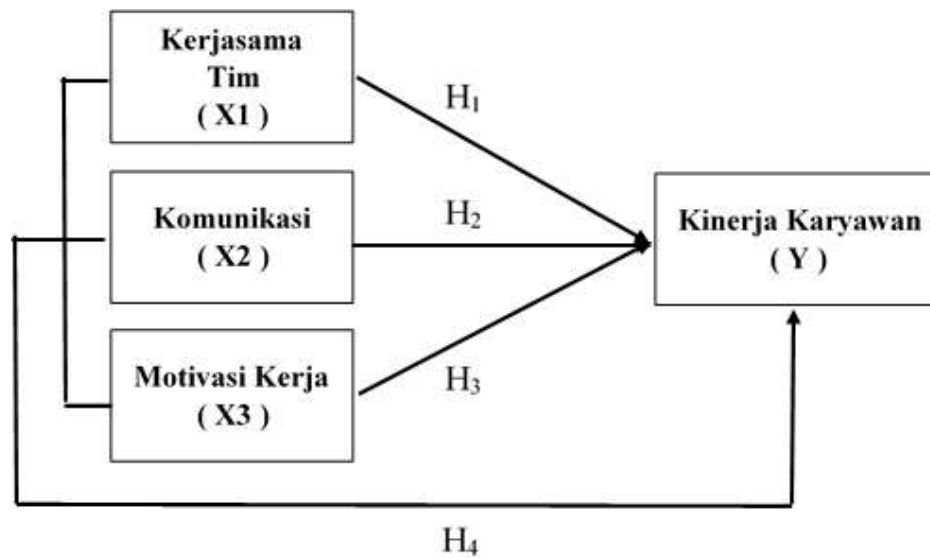 Kerjasama
Tim
( X1 )
H₁
Komunikasi
( X2 )
H₂
Kinerja Karyawan
( Y )
Motivasi Kerja
( X3 )
H₃
H₄